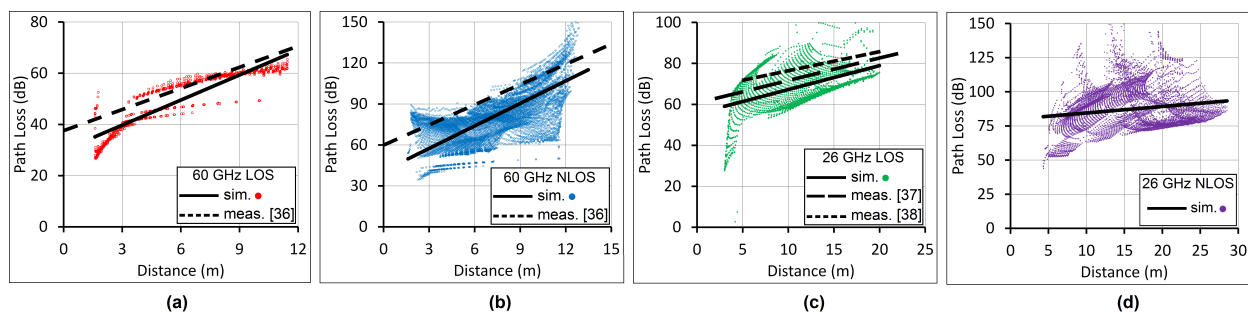 Path Loss (dB)
80
60
40
20
0
0 3 6 9 12
Distance (m)
60 GHz LOS
sim.
meas. [36]
(a)
Path Loss (dB)
150
120
90
60
30
0
0 3 6 9 12 15
Distance (m)
60 GHz NLOS
sim.
meas. [36]
(b)
Path Loss (dB)
100
80
60
40
20
0
0 5 10 15 20 25
Distance (m)
26 GHz LOS
sim.
meas. [37]
meas. [38]
(c)
Path Loss (dB)
150
125
100
75
50
25
0
0 5 10 15 20 25 30
Distance (m)
26 GHz NLOS
sim.
(d)